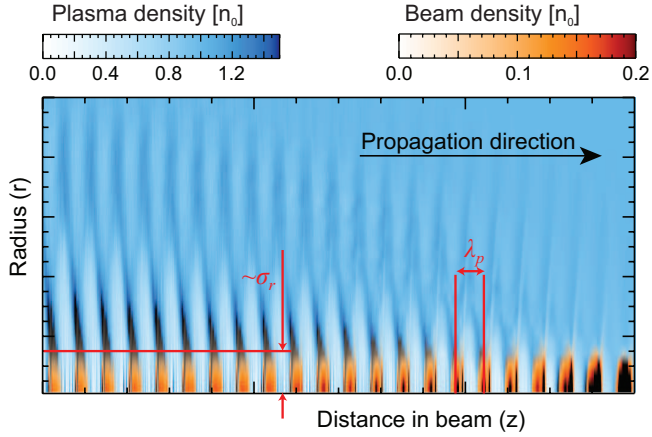 Plasma density [n₀] Beam density [n₀]
0.0 0.4 0.8 1.2 0.0 0.1 0.2
Propagation direction
Radius (r)
~σᵣ
λₚ
Distance in beam (z)